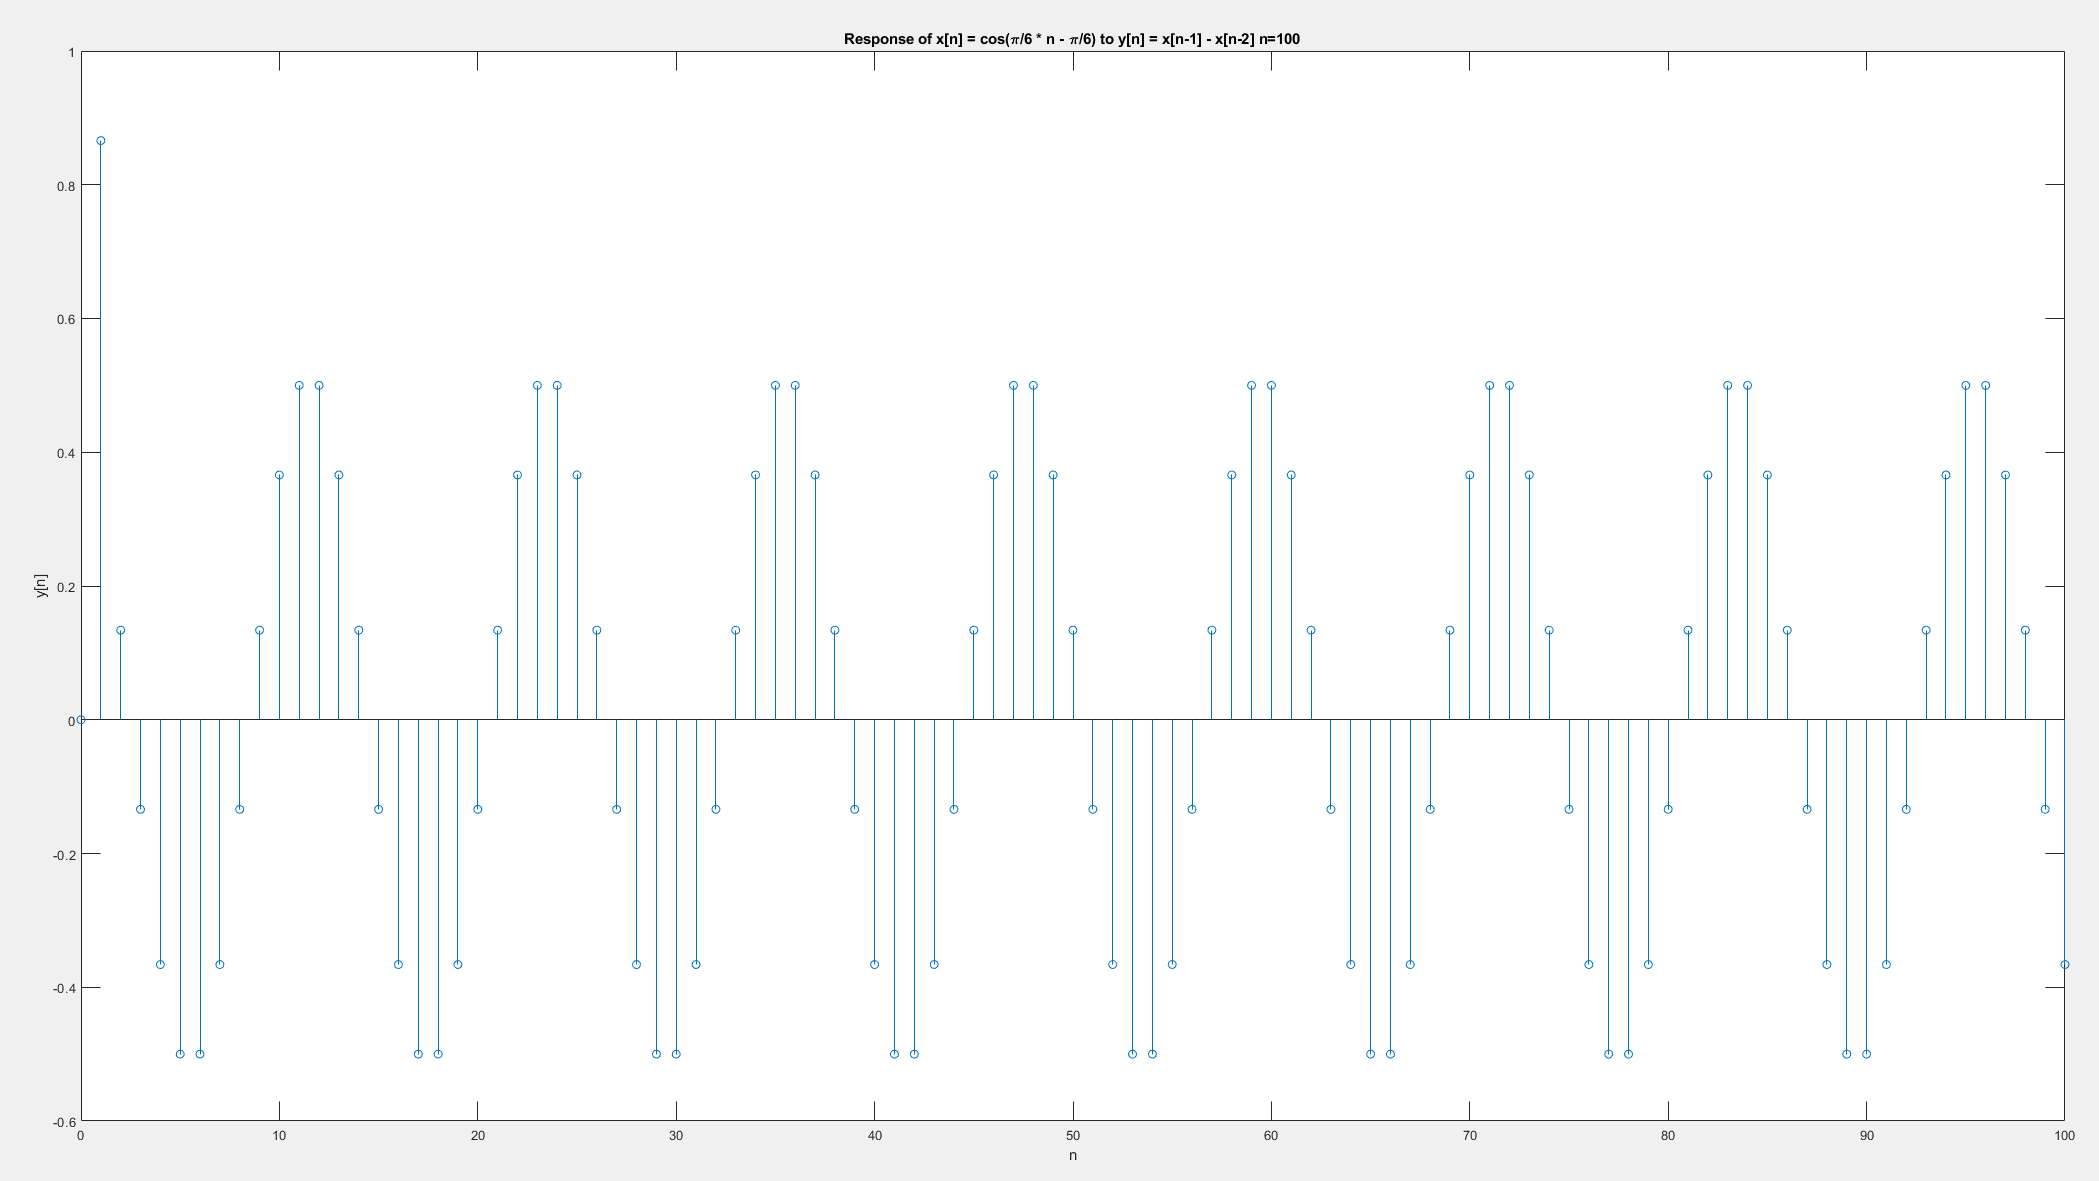 Response of x[n] = cos(π/6 * n - π/6) to y[n] = x[n-1] - x[n-2] n=100
1
0.8
0.6
0.4
0.2
0
-0.2
-0.4
-0.6
y[n]
0 10 20 30 40 50 60 70 80 90 100
n